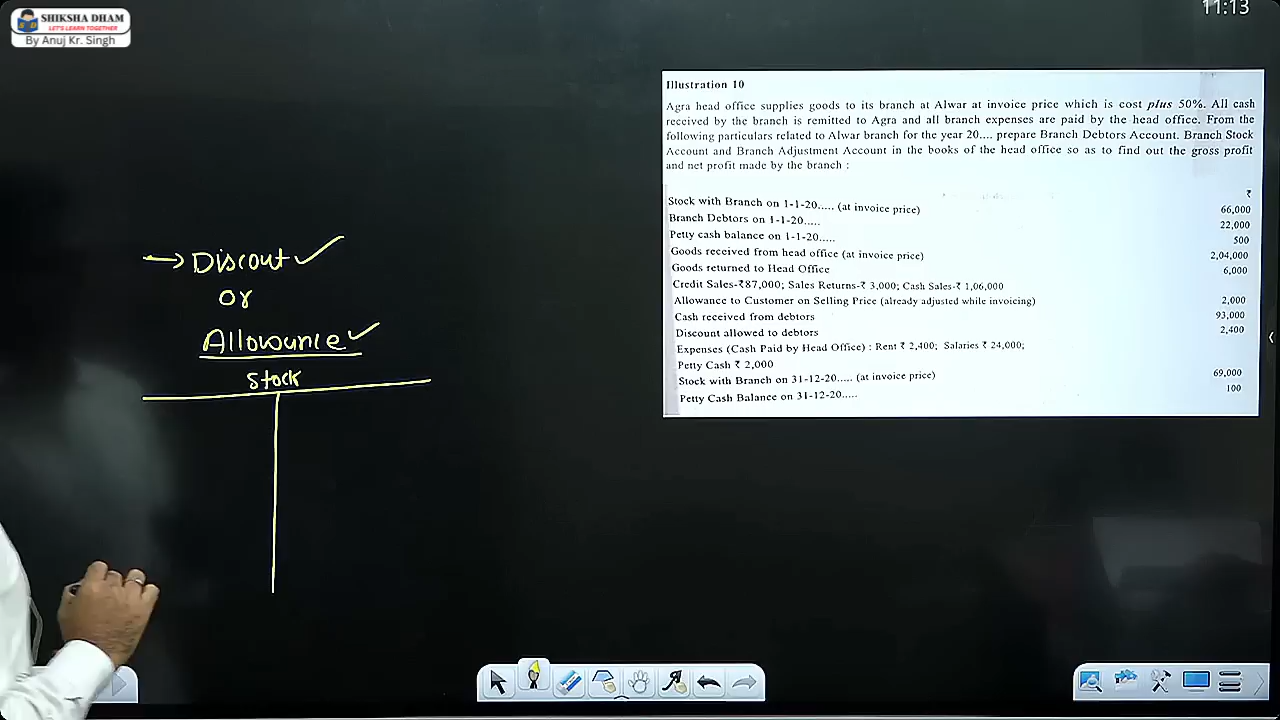 SHIKSHA DHAM
LET'S LEARN TOGETHER
By Anuj Kr. Singh
11:13
→ Discout ✓
or
Allowance ✓
Stock
Illustration 10
Agra head office supplies goods to its branch at Alwar at invoice price which is cost plus 50%. All cash
received by the branch is remitted to Agra and all branch expenses are paid by the head office. From the
following particulars related to Alwar branch for the year 20.... prepare Branch Debtors Account. Branch Stock
Account and Branch Adjustment Account in the books of the head office so as to find out the gross profit
and net profit made by the branch :
₹
Stock with Branch on 1-1-20..... (at invoice price) 66,000
Branch Debtors on 1-1-20..... 22,000
Petty cash balance on 1-1-20..... 500
Goods received from head office (at invoice price) 2,04,000
Goods returned to Head Office 6,000
Credit Sales-₹87,000; Sales Returns-₹ 3,000; Cash Sales-₹ 1,06,000
Allowance to Customer on Selling Price (already adjusted while invoicing) 2,000
Cash received from debtors 93,000
Discount allowed to debtors 2,400
Expenses (Cash Paid by Head Office) : Rent ₹ 2,400; Salaries ₹ 24,000;
Petty Cash ₹ 2,000
Stock with Branch on 31-12-20..... (at invoice price) 69,000
Petty Cash Balance on 31-12-20..... 100